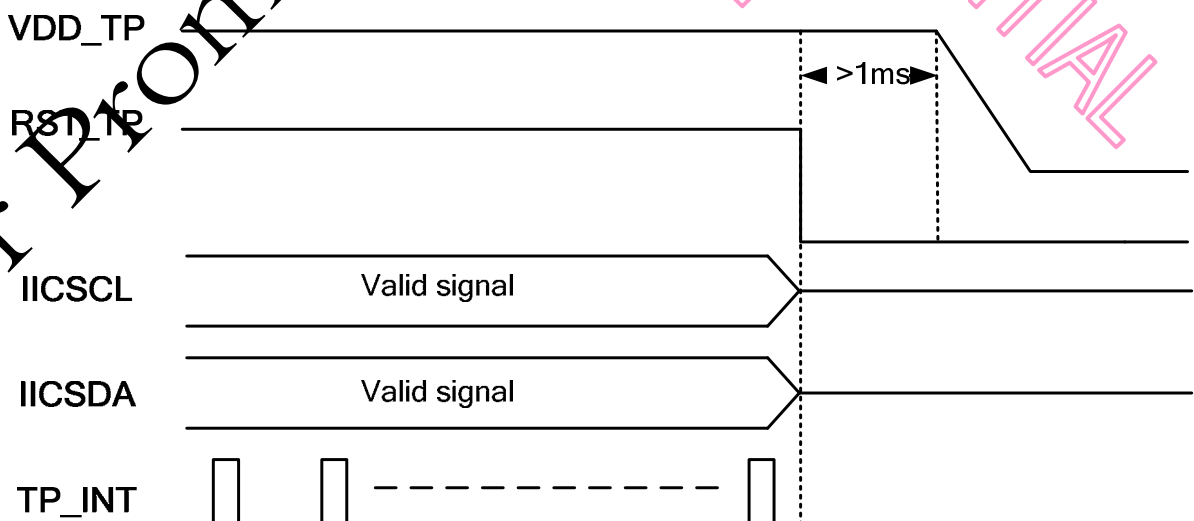 VDD_TP
>1ms
RST_TP
IICSCL
Valid signal
IICSDA
Valid signal
TP_INT